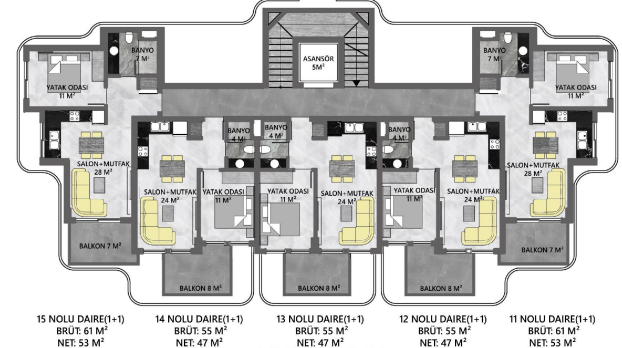 BANYO
7 M²
ASANSÖR
5M²
BANYO
7 M²
YATAK ODASI
11 M²
YATAK ODASI
11 M²
BANYO
4 M²
BANYO
4 M²
BANYO
4 M²
SALON+MUTFAK
28 M²
SALON+MUTFAK
24 M²
YATAK ODASI
11 M²
YATAK ODASI
11 M²
SALON+MUTFAK
24 M²
YATAK ODASI
11 M²
SALON+MUTFAK
24 M²
SALON+MUTFAK
28 M²
BALKON 7 M²
BALKON 8 M²
BALKON 8 M²
BALKON 8 M²
BALKON 7 M²
15 NOLU DAIRE(1+1)
BRÜT: 61 M²
NET: 53 M²
14 NOLU DAIRE(1+1)
BRÜT: 55 M²
NET: 47 M²
13 NOLU DAIRE(1+1)
BRÜT: 55 M²
NET: 47 M²
12 NOLU DAIRE(1+1)
BRÜT: 55 M²
NET: 47 M²
11 NOLU DAIRE(1+1)
BRÜT: 61 M²
NET: 53 M²